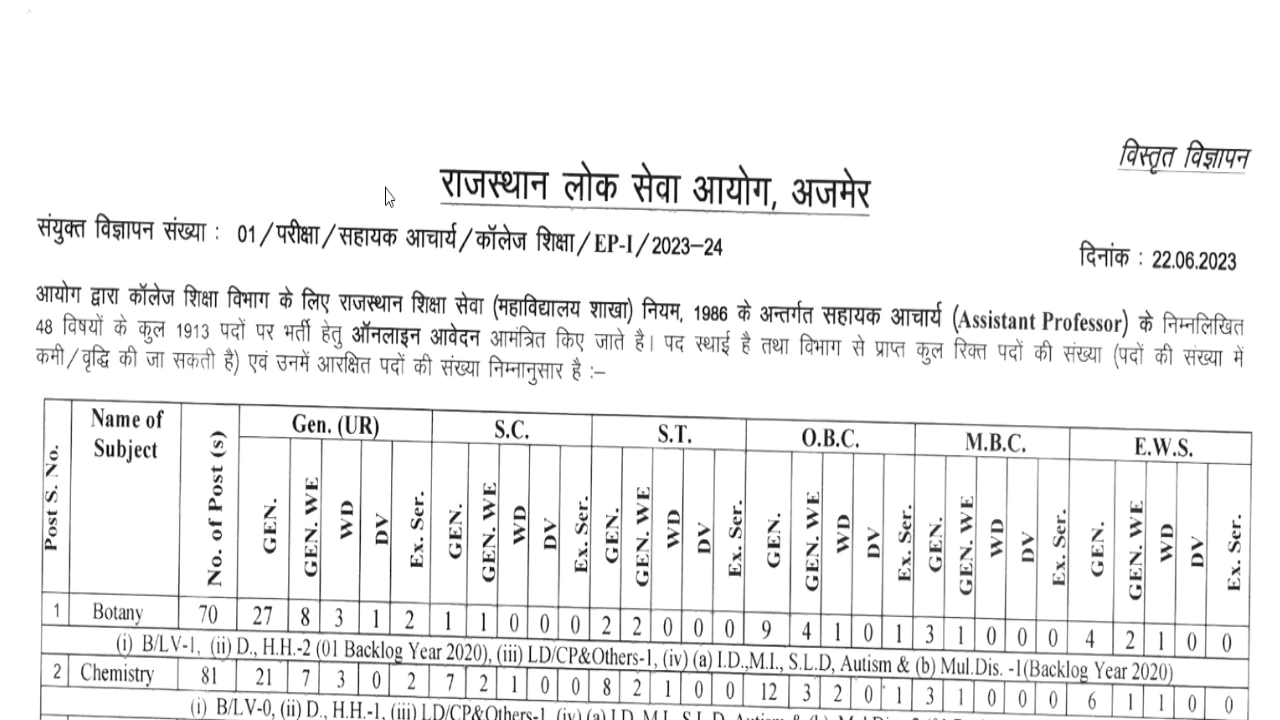 विस्तृत विज्ञापन
राजस्थान लोक सेवा आयोग, अजमेर
संयुक्त विज्ञापन संख्या : 01/परीक्षा/सहायक आचार्य/कॉलेज शिक्षा/EP-I/2023-24
दिनांक : 22.06.2023
आयोग द्वारा कॉलेज शिक्षा विभाग के लिए राजस्थान शिक्षा सेवा (महाविद्यालय शाखा) नियम, 1986 के अन्तर्गत सहायक आचार्य (Assistant Professor) के निम्नलिखित
48 विषयों के कुल 1913 पदों पर भर्ती हेतु ऑनलाइन आवेदन आमंत्रित किए जाते है। पद स्थाई है तथा विभाग से प्राप्त कुल रिक्त पदों की संख्या (पदों की संख्या में
कमी/वृद्धि की जा सकती है) एवं उनमें आरक्षित पदों की संख्या निम्नानुसार है :–
Post S. No. Name of Subject No. of Post (s) Gen. (UR) S.C. S.T. O.B.C. M.B.C. E.W.S.
GEN. GEN. WE WD DV Ex. Ser. GEN. GEN. WE WD DV Ex. Ser. GEN. GEN. WE WD DV Ex. Ser. GEN. GEN. WE WD DV Ex. Ser. GEN. GEN. WE WD DV Ex. Ser. GEN. GEN. WE WD DV Ex. Ser.
1 Botany 70 27 8 3 1 2 1 1 0 0 0 2 2 0 0 0 9 4 1 0 1 3 1 0 0 0 4 2 1 0 0
(i) B/LV-1, (ii) D., H.H.-2 (01 Backlog Year 2020), (iii) LD/CP&Others-1, (iv) (a) I.D.,M.I., S.L.D, Autism & (b) Mul.Dis. -1(Backlog Year 2020)
2 Chemistry 81 21 7 3 0 2 7 2 1 0 0 8 2 1 0 0 12 3 2 0 1 3 1 0 0 0 6 1 1 0 0
(i) B/LV-0, (ii) D., H.H.-1, (iii) LD/CP&Others-1, (iv) (a) I.D.,M.I., S.L.D, Autism &